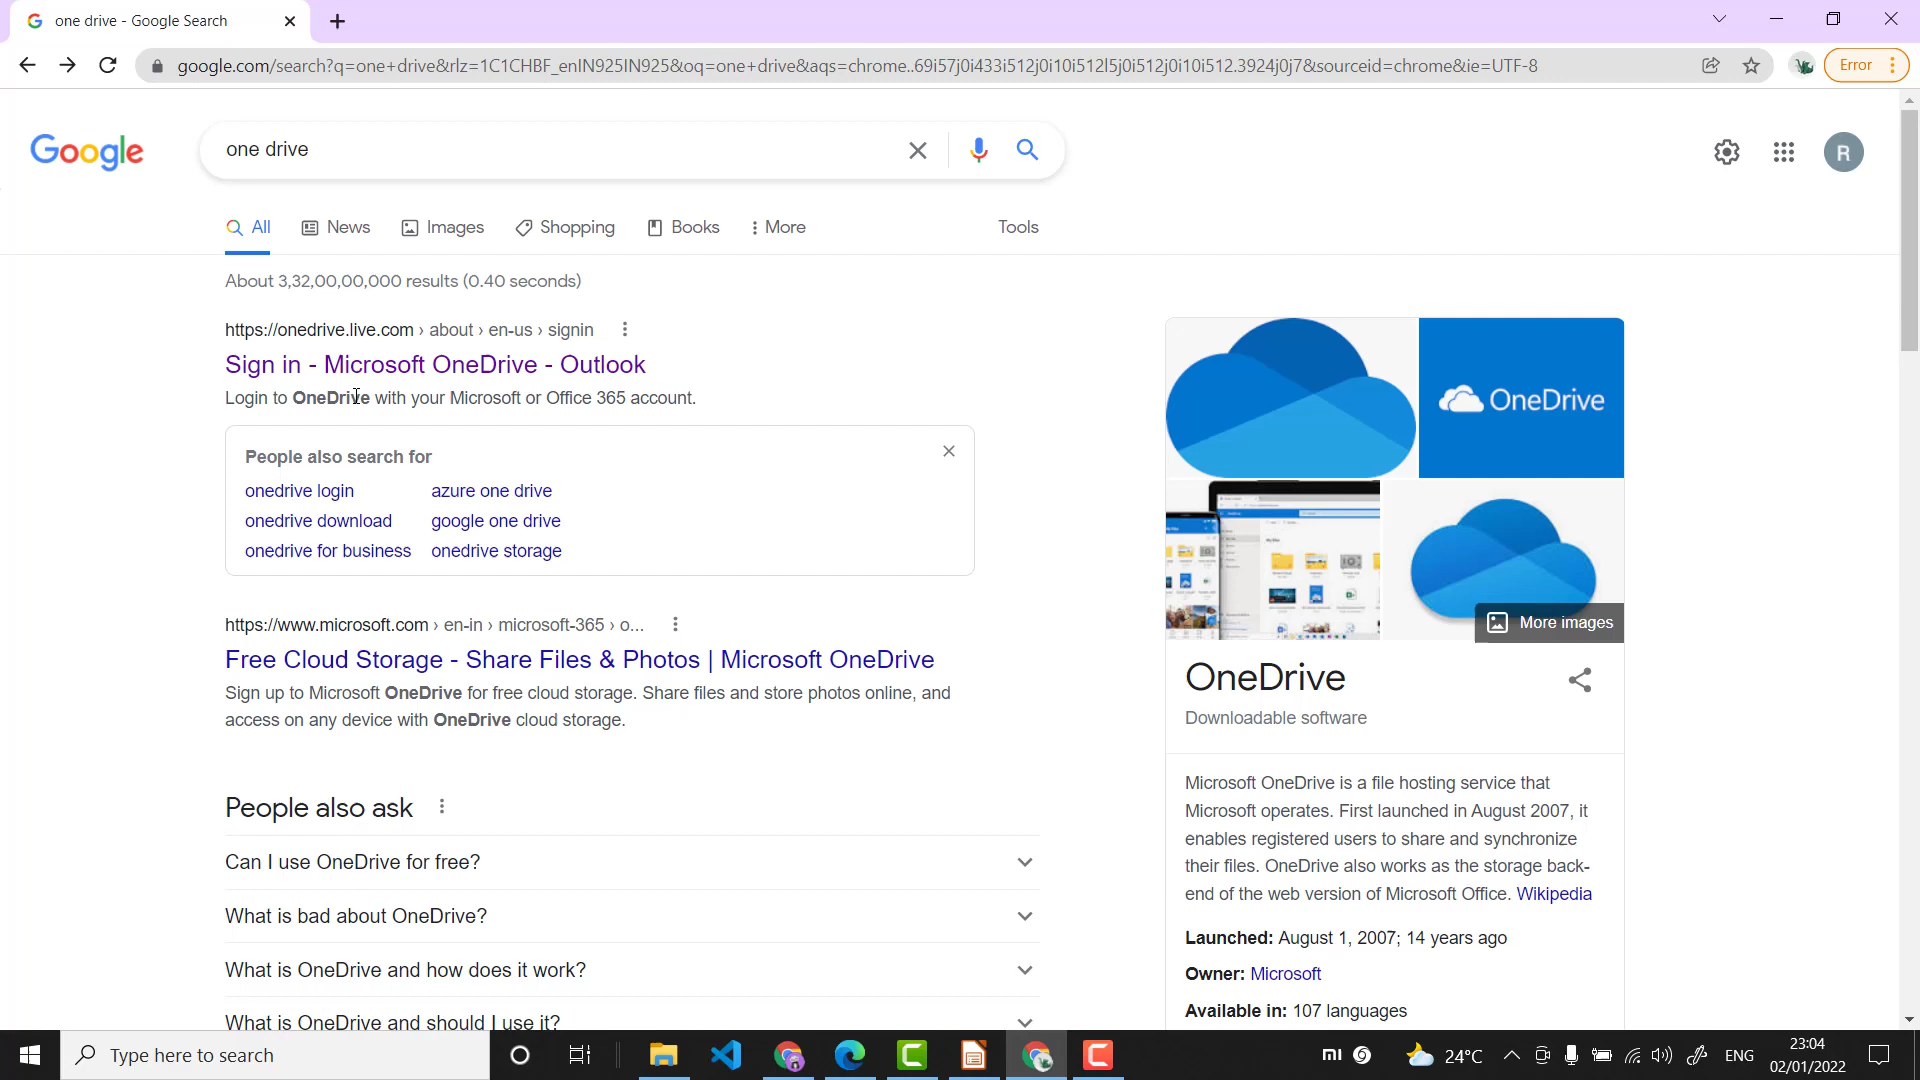 one drive - Google Search
google.com/search?q=one+drive&rlz=1C1CHBF_enIN925IN925&oq=one+drive&aqs=chrome..69i57j0i433i512j0i10i512l5j0i512j0i10i512.3924j0j7&sourceid=chrome&ie=UTF-8
Error
Google
one drive
R
All
News
Images
Shopping
Books
More
Tools
About 3,32,00,00,000 results (0.40 seconds)
https://onedrive.live.com › about › en-us › signin
Sign in - Microsoft OneDrive - Outlook
Login to OneDrive with your Microsoft or Office 365 account.
People also search for
onedrive login
azure one drive
onedrive download
google one drive
onedrive for business
onedrive storage
https://www.microsoft.com › en-in › microsoft-365 › o...
Free Cloud Storage - Share Files & Photos | Microsoft OneDrive
Sign up to Microsoft OneDrive for free cloud storage. Share files and store photos online, and
access on any device with OneDrive cloud storage.
People also ask
Can I use OneDrive for free?
What is bad about OneDrive?
What is OneDrive and how does it work?
What is OneDrive and should I use it?
OneDrive
More images
OneDrive
Downloadable software
Microsoft OneDrive is a file hosting service that
Microsoft operates. First launched in August 2007, it
enables registered users to share and synchronize
their files. OneDrive also works as the storage back-
end of the web version of Microsoft Office. Wikipedia
Launched: August 1, 2007; 14 years ago
Owner: Microsoft
Available in: 107 languages
Type here to search
24°C
ENG
23:04
02/01/2022